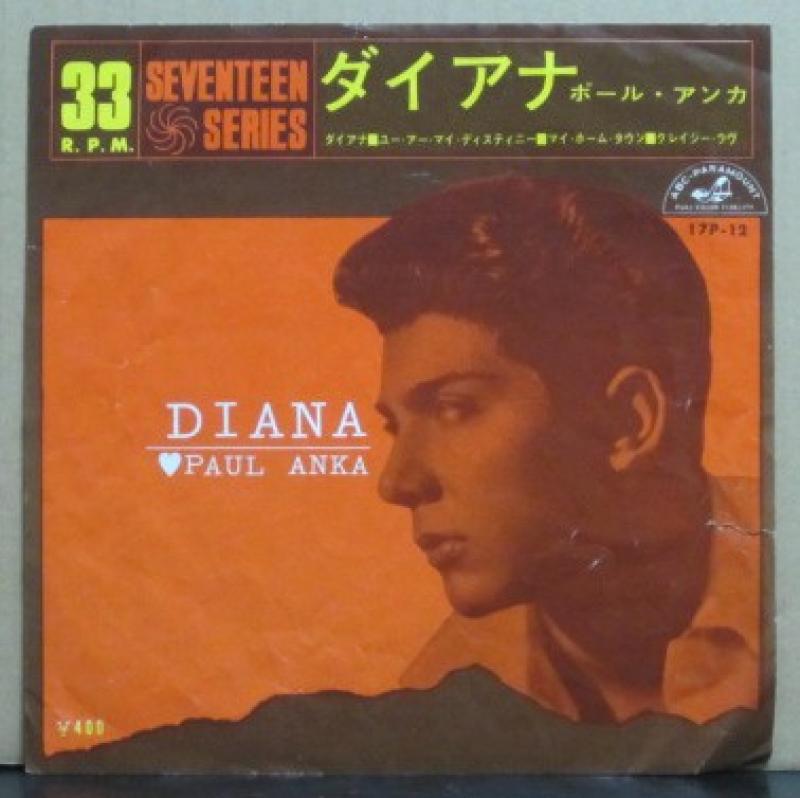 33
R.P.M.
SEVENTEEN
SERIES
ダイアナ
ポール・アンカ
ダイアナ■ユー・アー・マイ・ディスティニー■マイ・ホーム・タウン■クレイジー・ラヴ
ABC-PARAMOUNT
17P-12
DIANA
♥PAUL ANKA
¥400